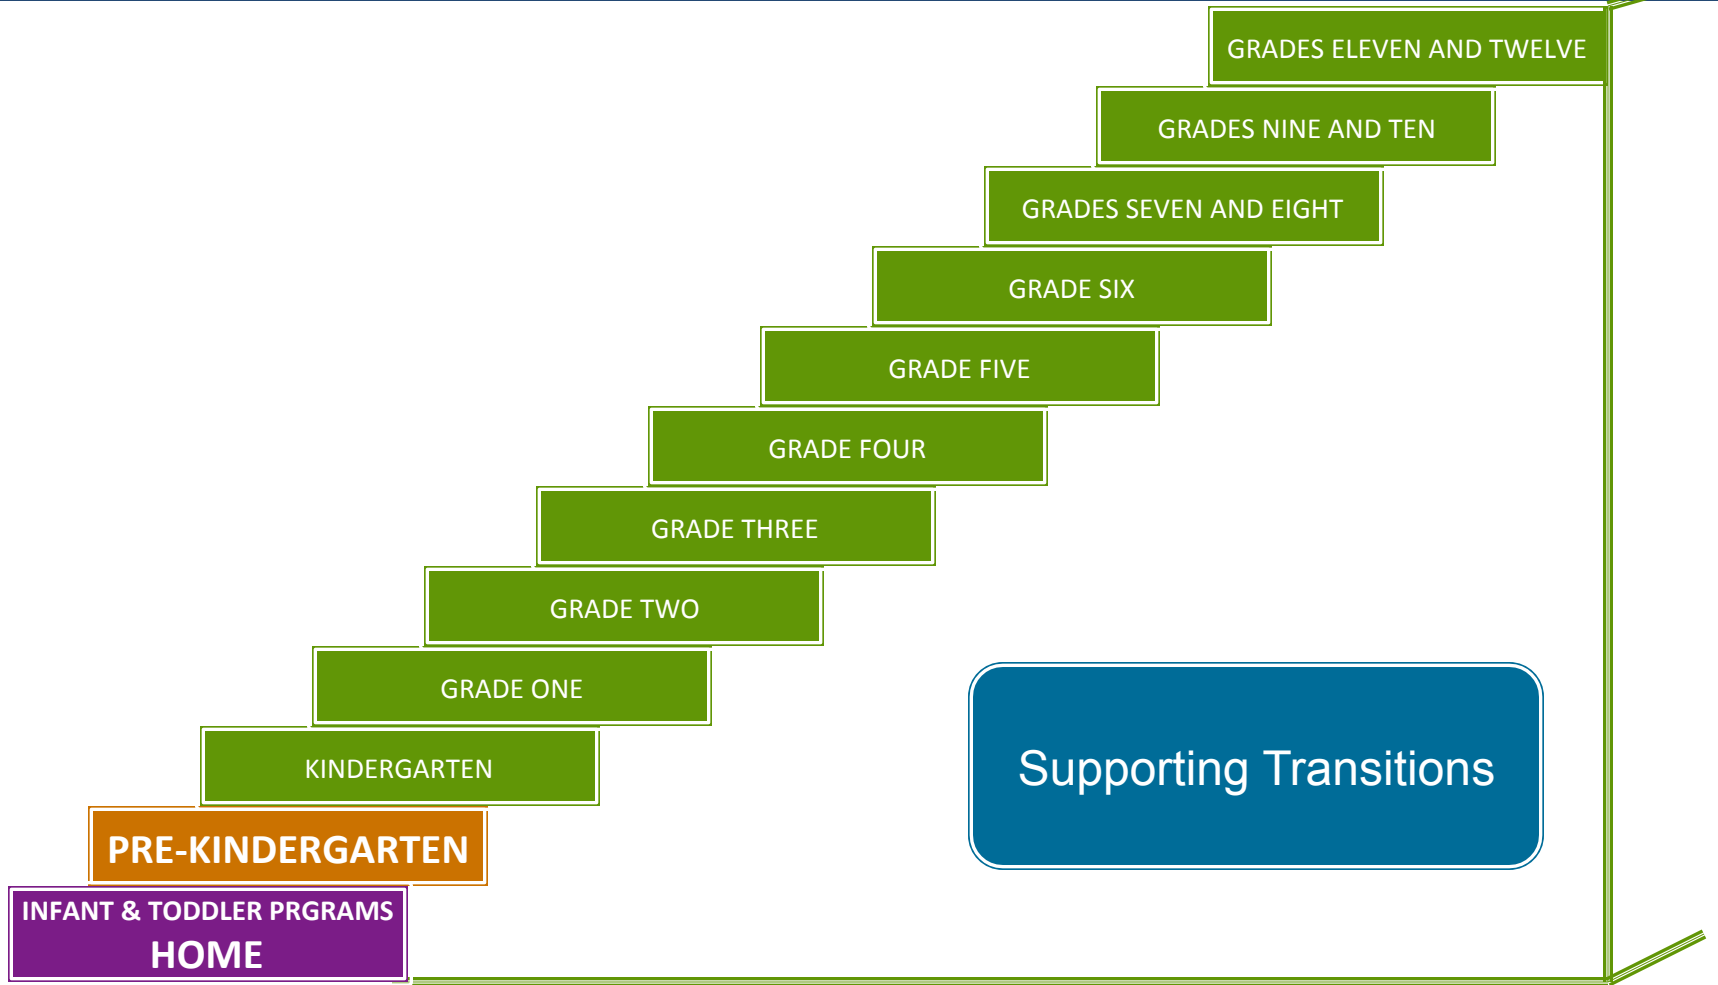 GRADES ELEVEN AND TWELVE
GRADES NINE AND TEN
GRADES SEVEN AND EIGHT
GRADE SIX
GRADE FIVE
GRADE FOUR
GRADE THREE
GRADE TWO
GRADE ONE
KINDERGARTEN
Supporting Transitions
PRE-KINDERGARTEN
INFANT & TODDLER PRGRAMS
HOME